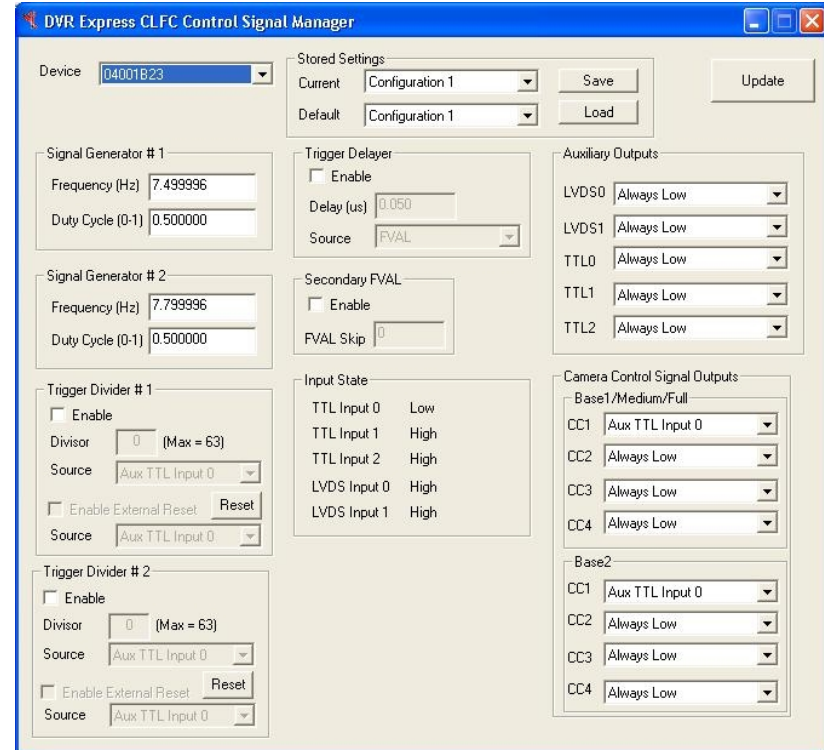 DVR Express CLFC Control Signal Manager
Device 04001B23
Stored Settings
Current Configuration 1 Save
Default Configuration 1 Load
Update
Signal Generator # 1
Frequency (Hz) 7.499996
Duty Cycle (0-1) 0.500000
Signal Generator # 2
Frequency (Hz) 7.799996
Duty Cycle (0-1) 0.500000
Trigger Divider # 1
Enable
Divisor 0 (Max = 63)
Source Aux TTL Input 0
Enable External Reset Reset
Source Aux TTL Input 0
Trigger Divider # 2
Enable
Divisor 0 (Max = 63)
Source Aux TTL Input 0
Enable External Reset Reset
Source Aux TTL Input 0
Trigger Delayer
Enable
Delay (us) 0.050
Source FVAL
Secondary FVAL
Enable
FVAL Skip 0
Input State
TTL Input 0 Low
TTL Input 1 High
TTL Input 2 High
LVDS Input 0 High
LVDS Input 1 High
Auxiliary Outputs
LVDS0 Always Low
LVDS1 Always Low
TTL0 Always Low
TTL1 Always Low
TTL2 Always Low
Camera Control Signal Outputs
Base1/Medium/Full
CC1 Aux TTL Input 0
CC2 Always Low
CC3 Always Low
CC4 Always Low
Base2
CC1 Aux TTL Input 0
CC2 Always Low
CC3 Always Low
CC4 Always Low